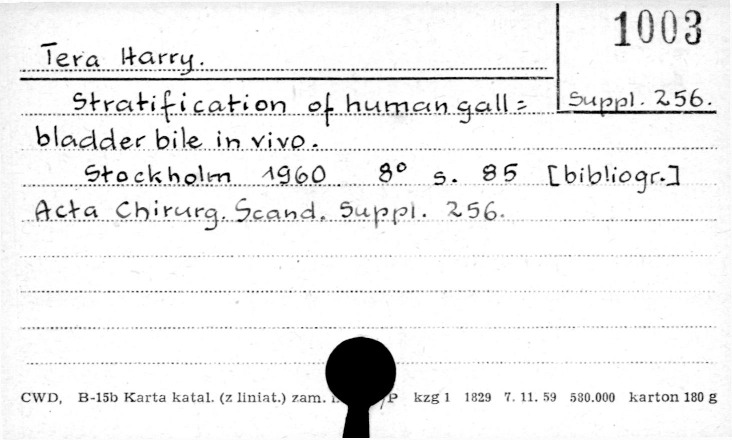 1003
Tera Harry.
Suppl. 256.
Stratification of human gall=
bladder bile in vivo.
Stockholm 1960 8° s. 85 [bibliogr.]
Acta Chirurg. Scand. Suppl. 256.
CWD, B-15b Karta katal. (z liniat.) zam. /P kzg 1 1829 7. 11. 59 580.000 karton 180 g